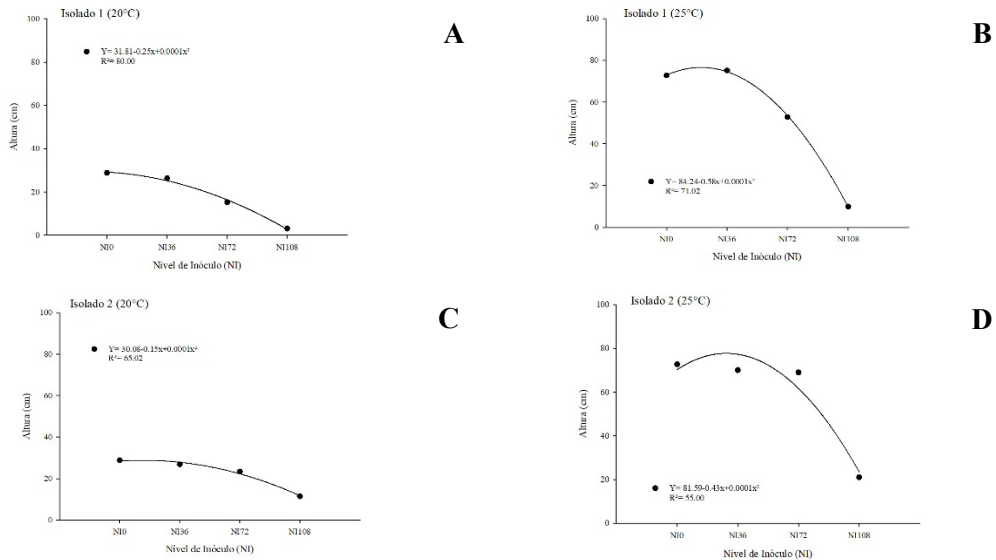 Isolado 1 (20°C)
A
100
80
60
40
20
0
Altura (cm)
Y= 31.81-0.25x+0.0001x²
R²= 80.00
NI0 NI36 NI72 NI108
Nível de Inóculo (NI)
Isolado 1 (25°C)
B
100
80
60
40
20
0
Altura (cm)
Y= 84.24-0.58x+0.0001x²
R²= 71.02
NI0 NI36 NI72 NI108
Nível de Inóculo (NI)
Isolado 2 (20°C)
C
100
80
60
40
20
0
Altura (cm)
Y= 30.08-0.15x+0.0001x²
R²= 65.02
NI0 NI36 NI72 NI108
Nível de Inóculo (NI)
Isolado 2 (25°C)
D
100
80
60
40
20
0
Altura (cm)
Y= 81.59-0.43x+0.0001x²
R²= 55.00
NI0 NI36 NI72 NI108
Nível de Inóculo (NI)